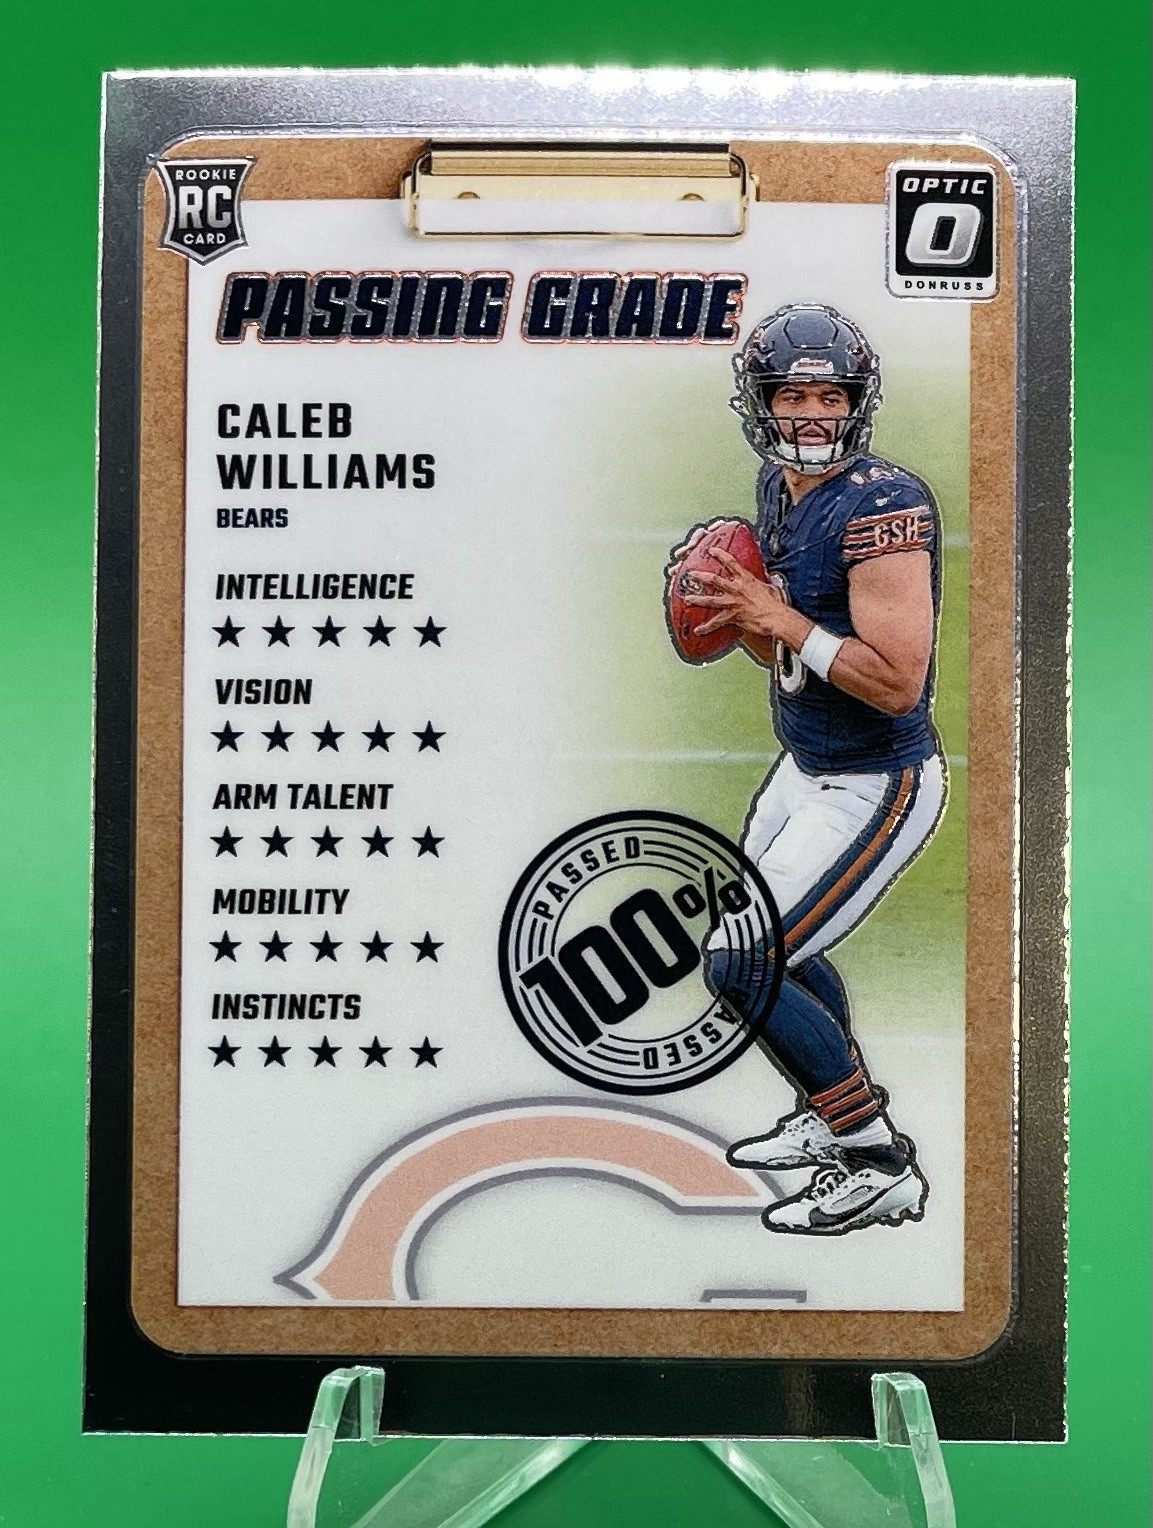 ROOKIE
RC
CARD
OPTIC
O
DONRUSS
PASSING GRADE
CALEB
WILLIAMS
BEARS
INTELLIGENCE
VISION
ARM TALENT
MOBILITY
INSTINCTS
PASSED
100%
PASSED
GSH